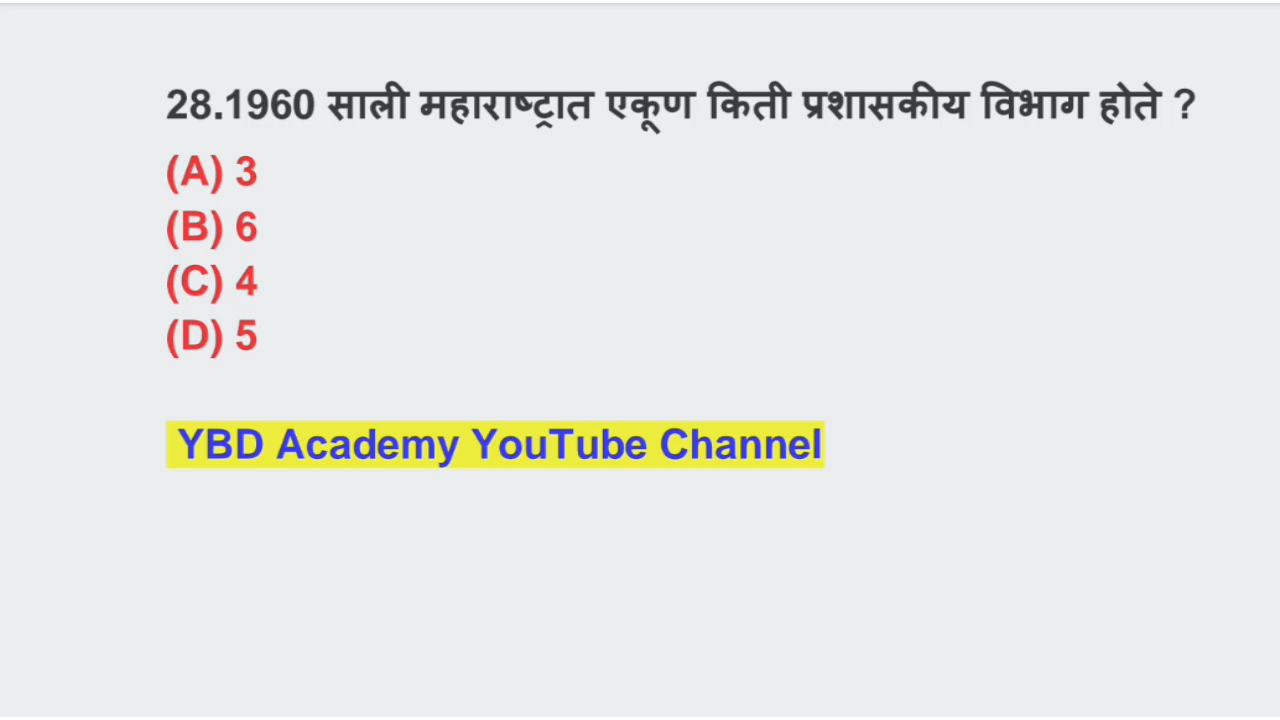 28.1960 साली महाराष्ट्रात एकूण किती प्रशासकीय विभाग होते ?
(A) 3
(B) 6
(C) 4
(D) 5
YBD Academy YouTube Channel